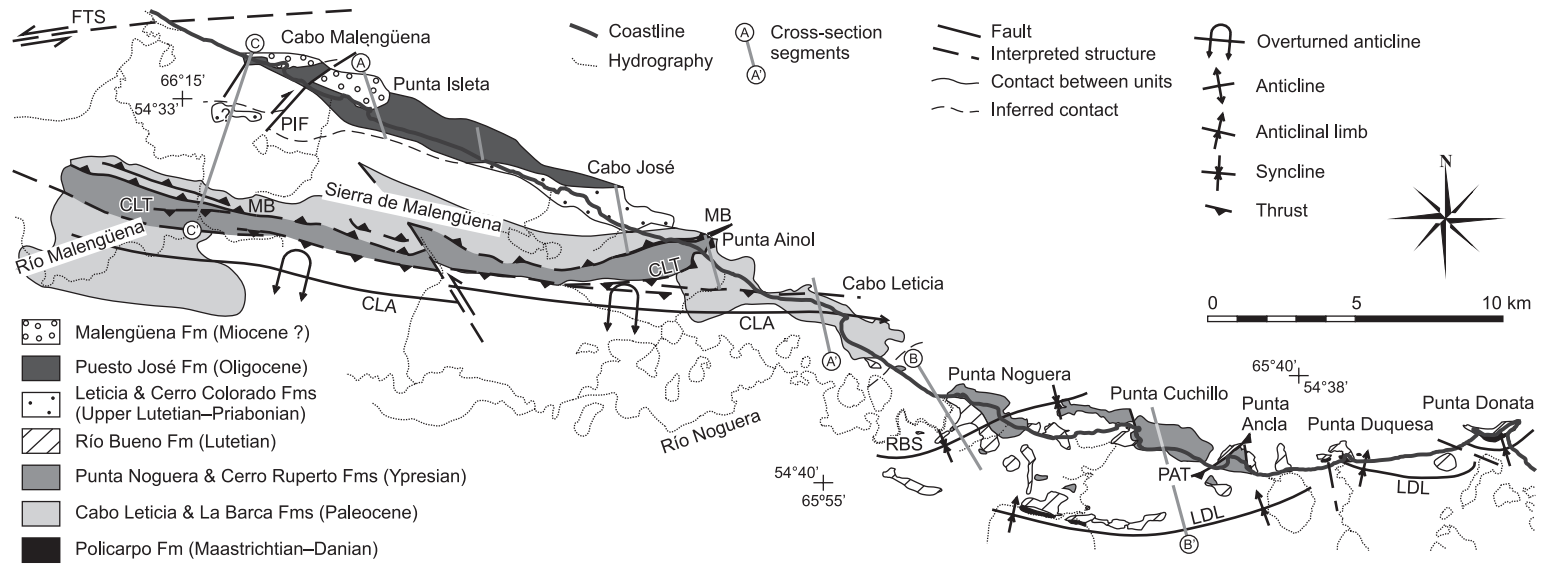 FTS
C
Cabo Malengüena
A
Punta Isleta
66°15'
54°33'
?
PIF
Cabo José
Sierra de Malengüena
CLT
MB
MB
Río Malengüena
C
Punta Ainol
CLT
CLA
CLA
Cabo Leticia
A'
B
Punta Noguera
RBS
Río Noguera
54°40'
65°55'
Punta Cuchillo
65°40'
54°38'
Punta
Ancla
Punta Duquesa
Punta Donata
PAT
LDL
LDL
B'
Coastline
Hydrography
A
A'
Cross-section
segments
Fault
Interpreted structure
Contact between units
Inferred contact
Overturned anticline
Anticline
Anticlinal limb
Syncline
Thrust
N
0 5 10 km
Malengüena Fm (Miocene ?)
Puesto José Fm (Oligocene)
Leticia & Cerro Colorado Fms
(Upper Lutetian–Priabonian)
Río Bueno Fm (Lutetian)
Punta Noguera & Cerro Ruperto Fms (Ypresian)
Cabo Leticia & La Barca Fms (Paleocene)
Policarpo Fm (Maastrichtian–Danian)